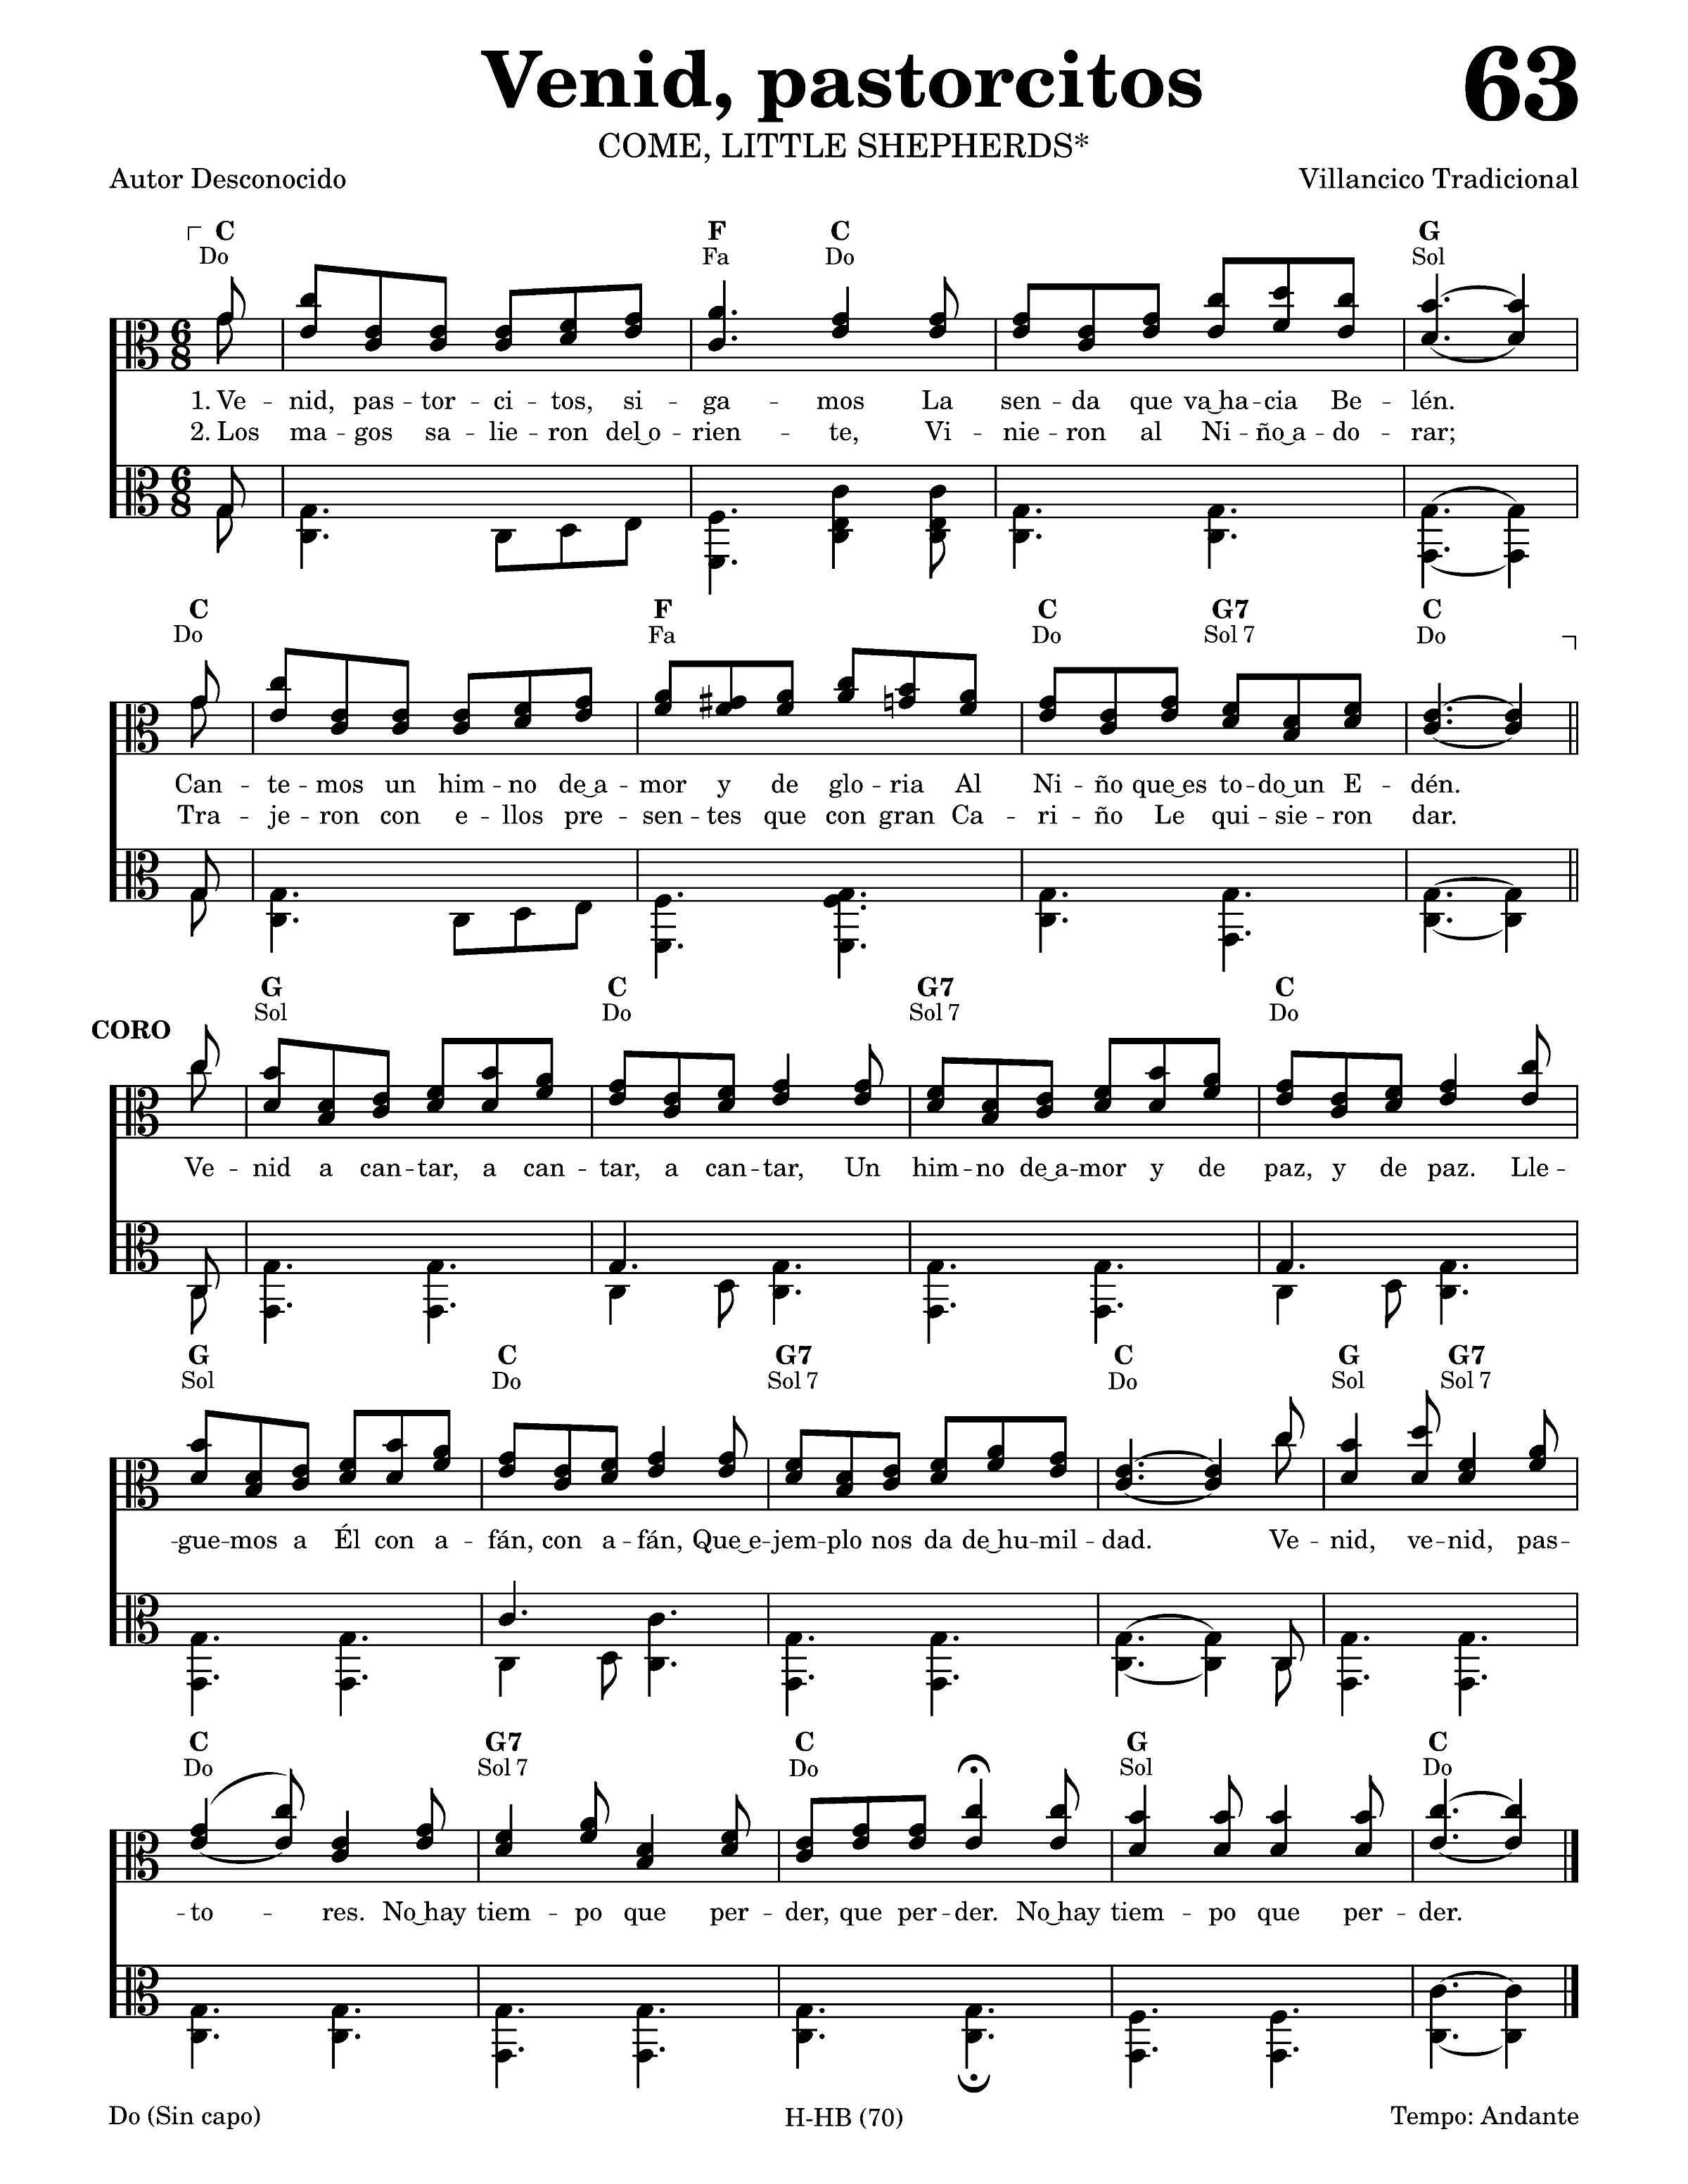 Venid, pastorcitos
63
COME, LITTLE SHEPHERDS*
Autor Desconocido
Villancico Tradicional
C F C G
Do Fa Do Sol
6 8
1. Ve - nid, pas - tor - ci - tos, si - ga - mos La sen - da que va‿ha - cia Be - lén.
2. Los ma - gos sa - lie - ron del‿o - rien - te, Vi - nie - ron al Ni - ño‿a - do - rar;
6 8
C F C G7 C
Do Fa Do Sol 7 Do
Can - te - mos un him - no de‿a - mor y de glo - ria Al Ni - ño que‿es to - do‿un E - dén.
Tra - je - ron con e - llos pre - sen - tes que con gran Ca - ri - ño Le qui - sie - ron dar.
G C G7 C
Sol Do Sol 7 Do
CORO
Ve - nid a can - tar, a can - tar, a can - tar, Un him - no de‿a - mor y de paz, y de paz. Lle -
G C G7 C G G7
Sol Do Sol 7 Do Sol Sol 7
- gue - mos a Él con a - fán, con a - fán, Que‿e - jem - plo nos da de‿hu - mil - dad. Ve - nid, ve - nid, pas -
C G7 C G C
Do Sol 7 Do Sol Do
- to - res. No‿hay tiem - po que per - der, que per - der. No‿hay tiem - po que per - der.
Do (Sin capo)
H-HB (70)
Tempo: Andante